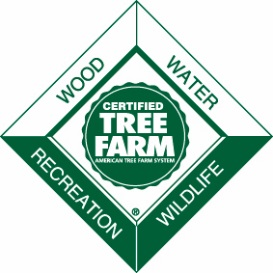 WOOD
WATER
CERTIFIED
TREE
FARM
AMERICAN TREE FARM SYSTEM
RECREATION
WILDLIFE
®